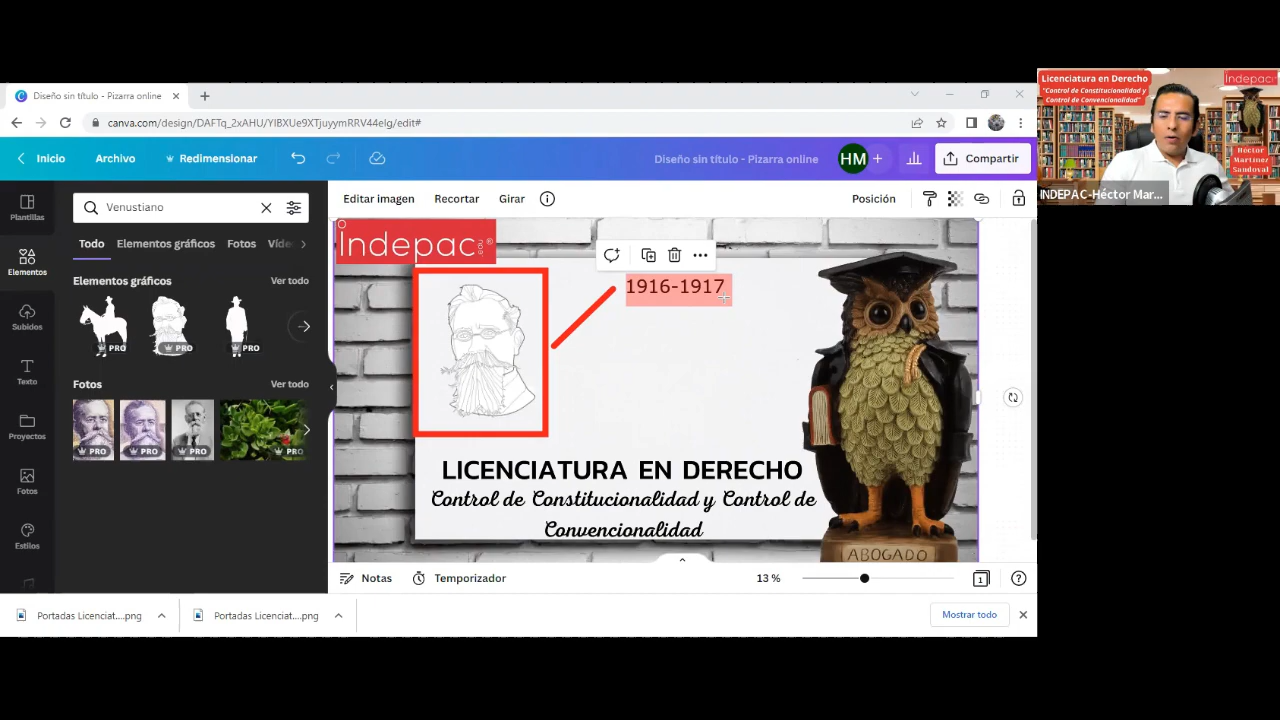 Diseño sin título - Pizarra online
canva.com/design/DAFTq_2xAHU/YIBXUe9XTjuyymRRV44eIg/edit#
Inicio
Archivo
Redimensionar
Diseño sin título - Pizarra online
HM
Compartir
Plantillas
Elementos
Subidos
Texto
Proyectos
Fotos
Estilos
Venustiano
Todo
Elementos gráficos
Fotos
Víde
Elementos gráficos
Ver todo
PRO
PRO
PRO
Fotos
Ver todo
PRO
PRO
PRO
PRO
Editar imagen
Recortar
Girar
Posición
Indepac®
.edu
1916-1917
LICENCIATURA EN DERECHO
Control de Constitucionalidad y Control de
Convencionalidad
ABOGADO
Notas
Temporizador
13 %
1
Portadas Licenciat....png
Portadas Licenciat....png
Mostrar todo
Licenciatura en Derecho
"Control de Constitucionalidad y
Control de Convencionalidad"
Indepac
Héctor
Martínez
Sandoval
INDEPAC-Héctor Mar...